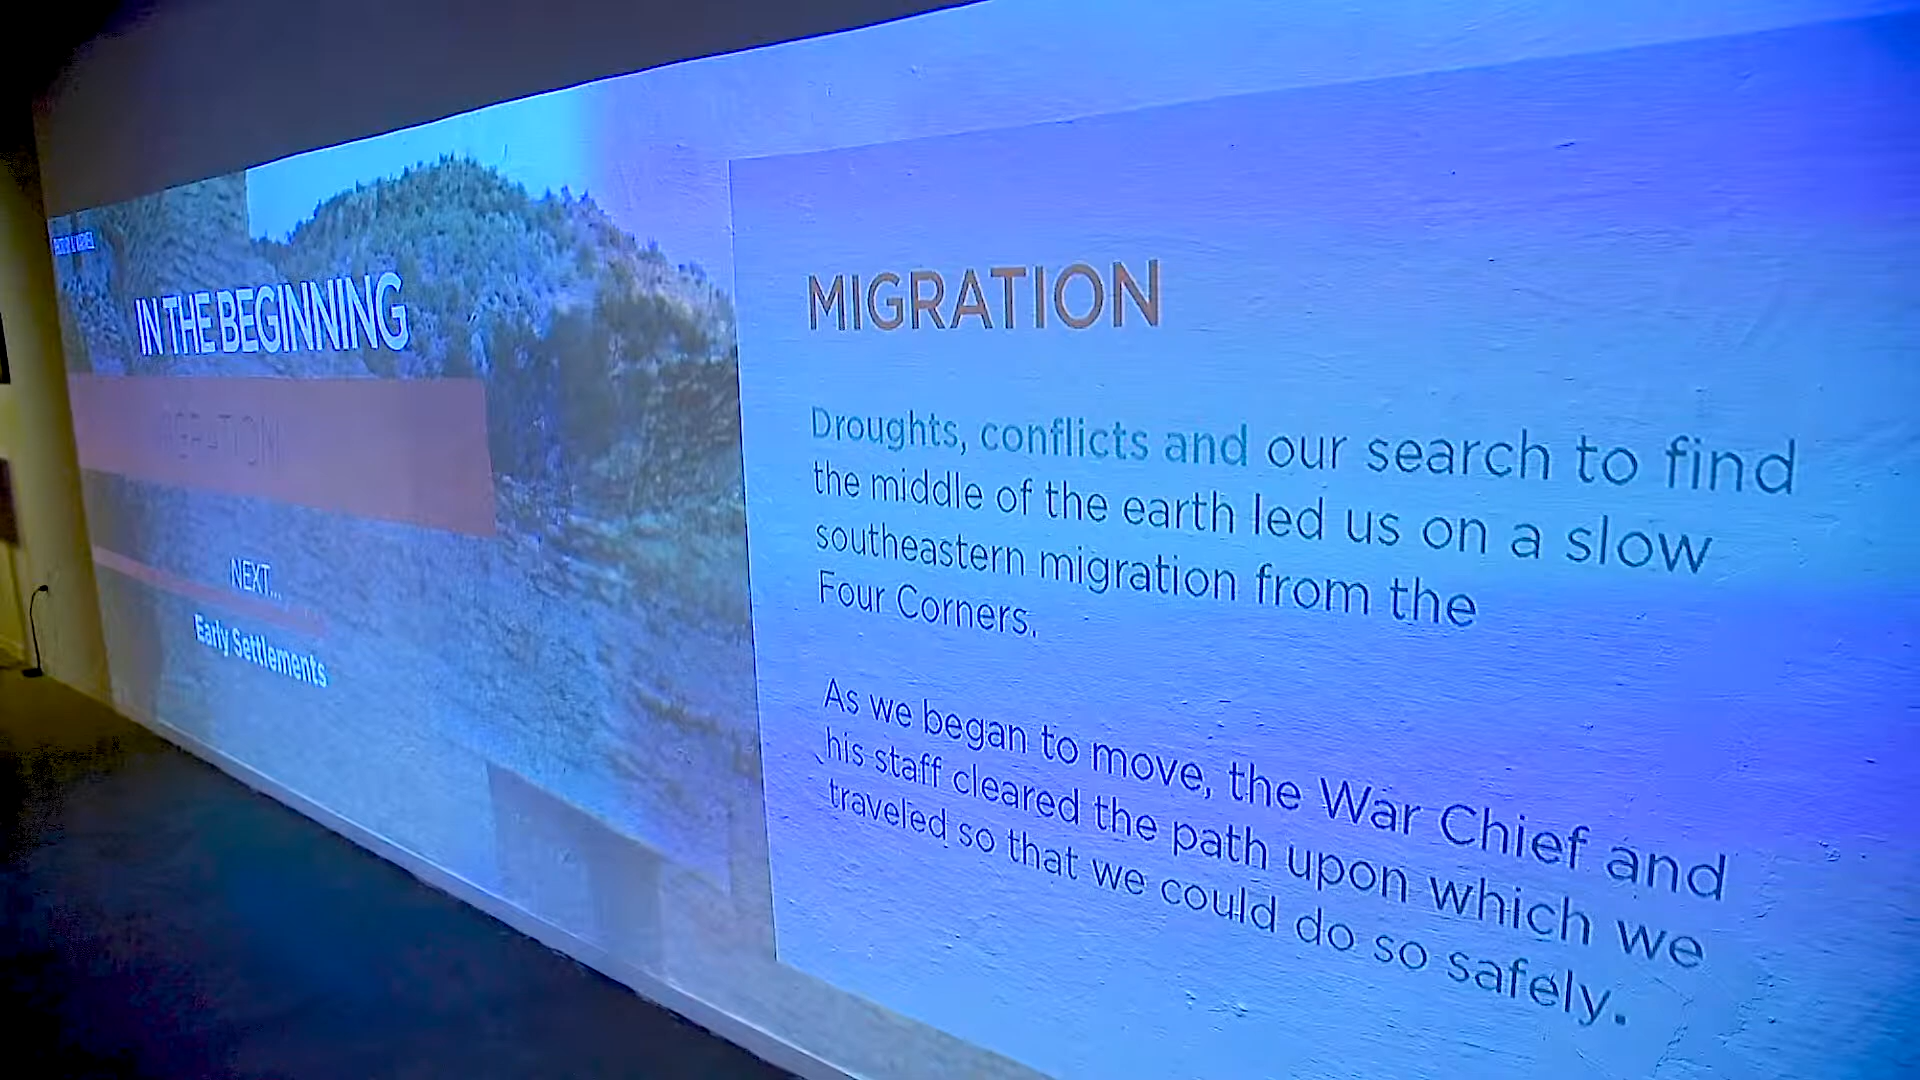 IN THE BEGINNING
MIGRATION
NEXT...
Early Settlements
MIGRATION
Droughts, conflicts and our search to find
the middle of the earth led us on a slow
southeastern migration from the
Four Corners.
As we began to move, the War Chief and
his staff cleared the path upon which we
traveled so that we could do so safely.